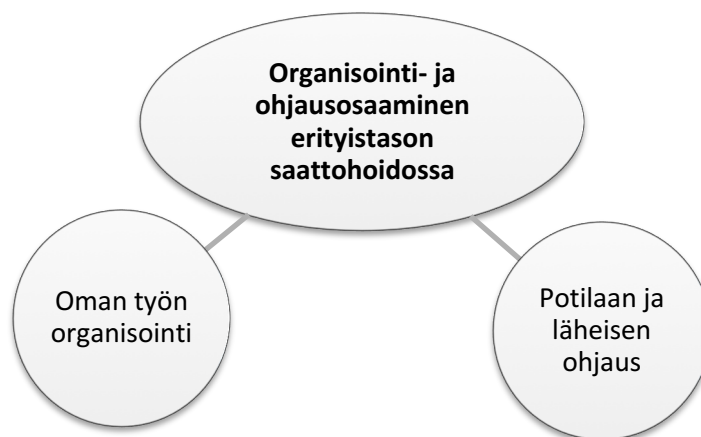 Organisointi- ja
ohjausosaaminen
erityistason
saattohoidossa
Oman työn
organisointi
Potilaan ja
läheisen
ohjaus